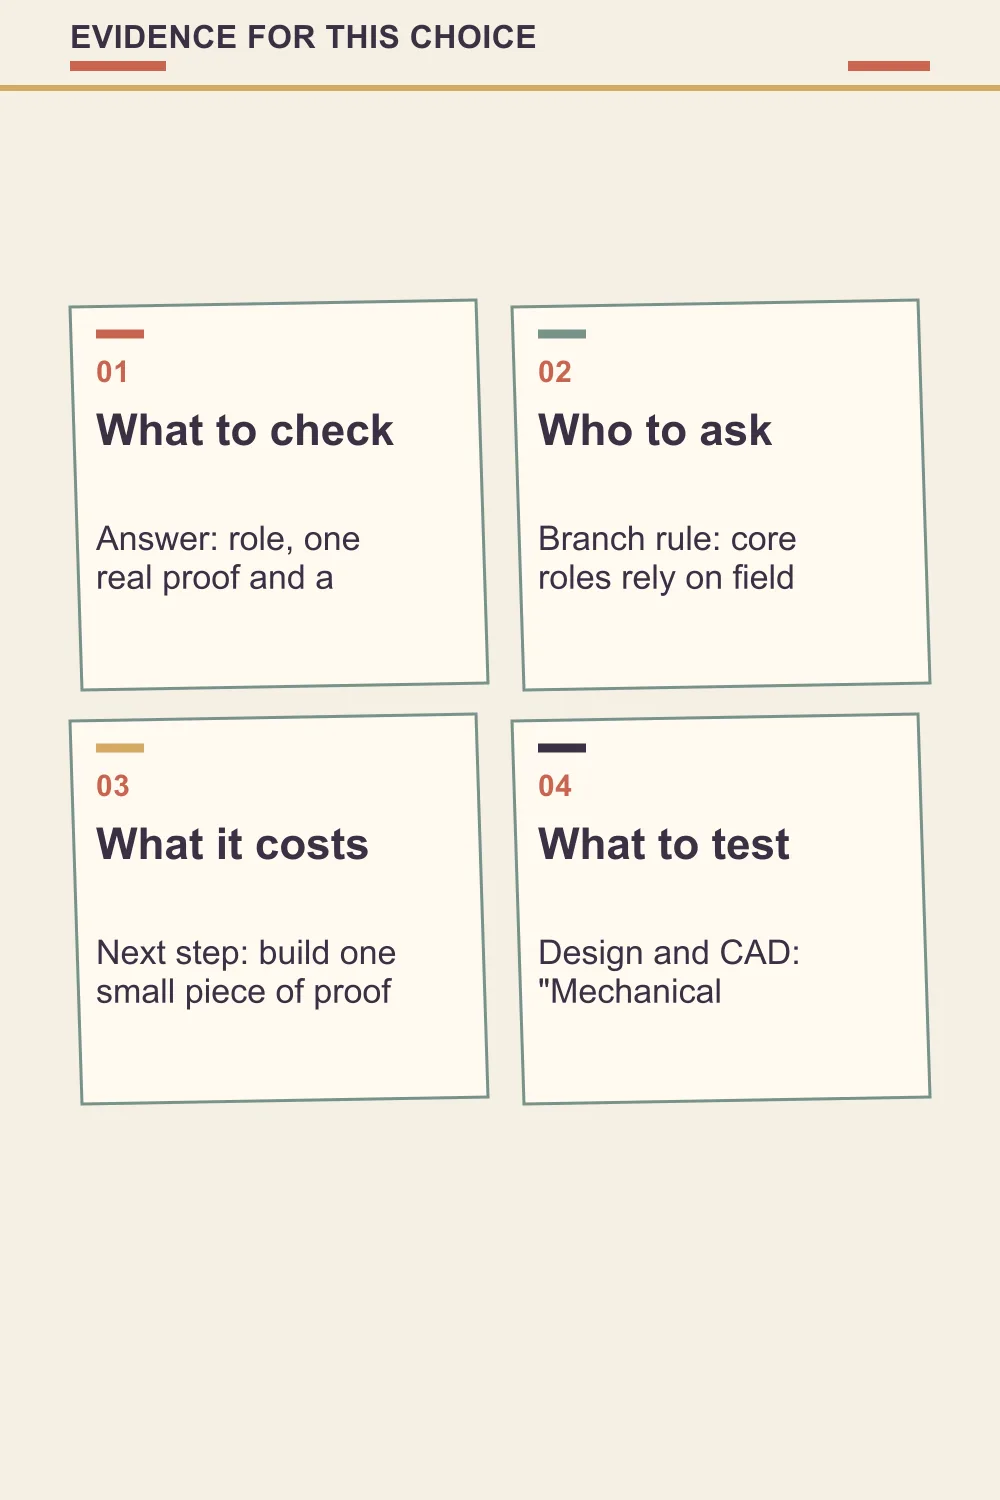 EVIDENCE FOR THIS CHOICE
01
What to check
Answer: role, one
real proof and a
02
Who to ask
Branch rule: core
roles rely on field
03
What it costs
Next step: build one
small piece of proof
04
What to test
Design and CAD:
"Mechanical